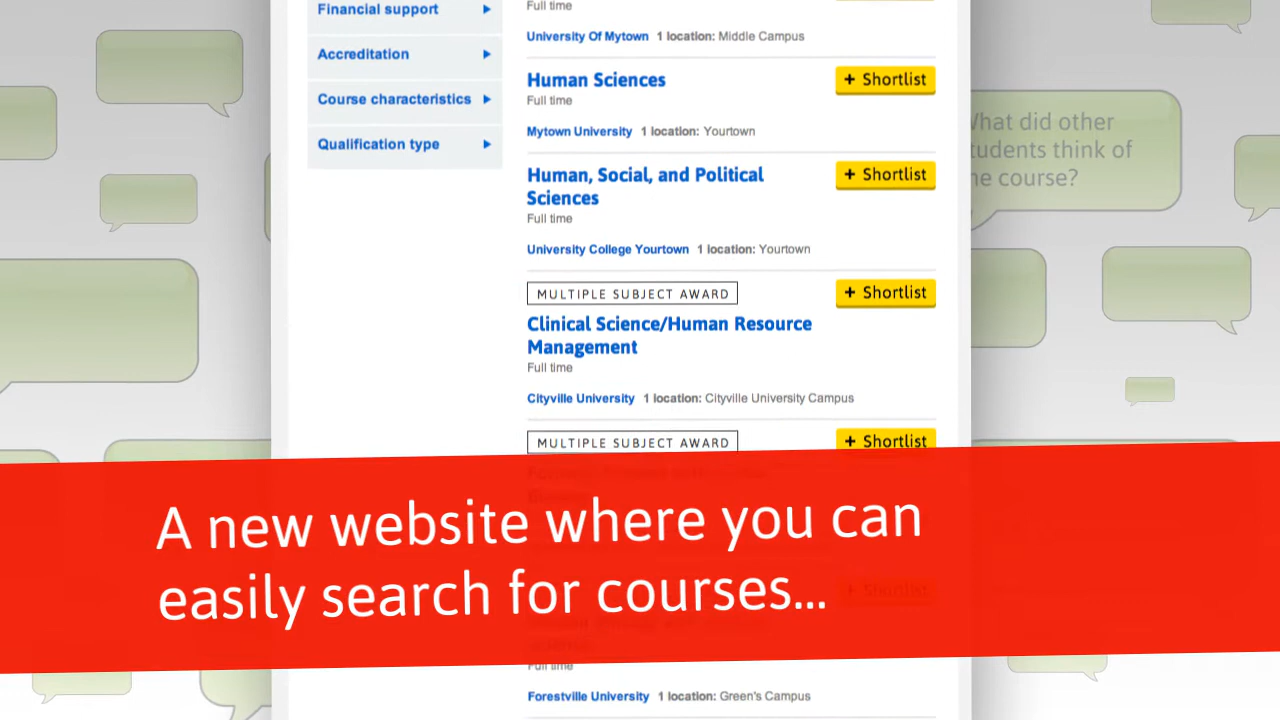 Financial support
Accreditation
Course characteristics
Qualification type
Full time
University Of Mytown 1 location: Middle Campus
Human Sciences
+ Shortlist
Full time
Mytown University 1 location: Yourtown
Human, Social, and Political
Sciences
+ Shortlist
Full time
University College Yourtown 1 location: Yourtown
MULTIPLE SUBJECT AWARD
+ Shortlist
Clinical Science/Human Resource
Management
Full time
Cityville University 1 location: Cityville University Campus
MULTIPLE SUBJECT AWARD
+ Shortlist
What did other
students think of
the course?
A new website where you can
easily search for courses...
+ Shortlist
Full time
Forestville University 1 location: Green's Campus